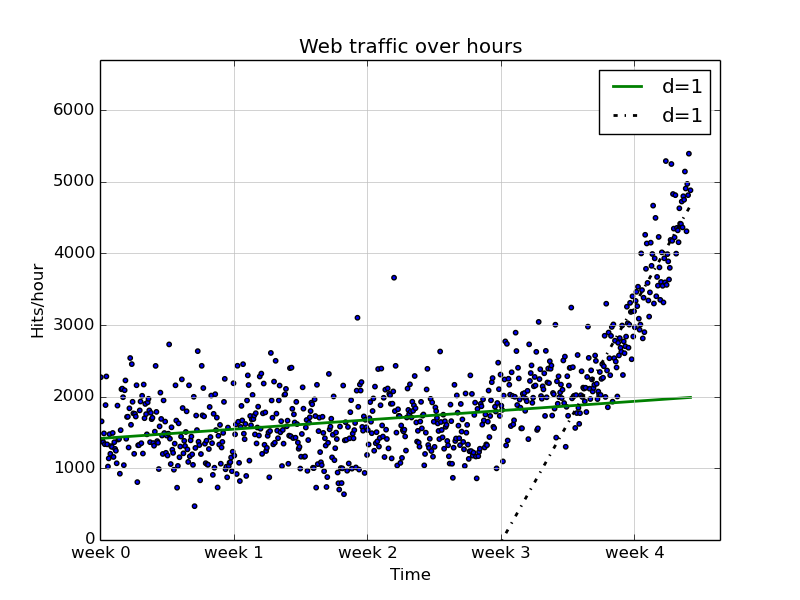 Web traffic over hours
d=1
d=1
6000
5000
4000
3000
2000
1000
0
Hits/hour
week 0 week 1 week 2 week 3 week 4
Time